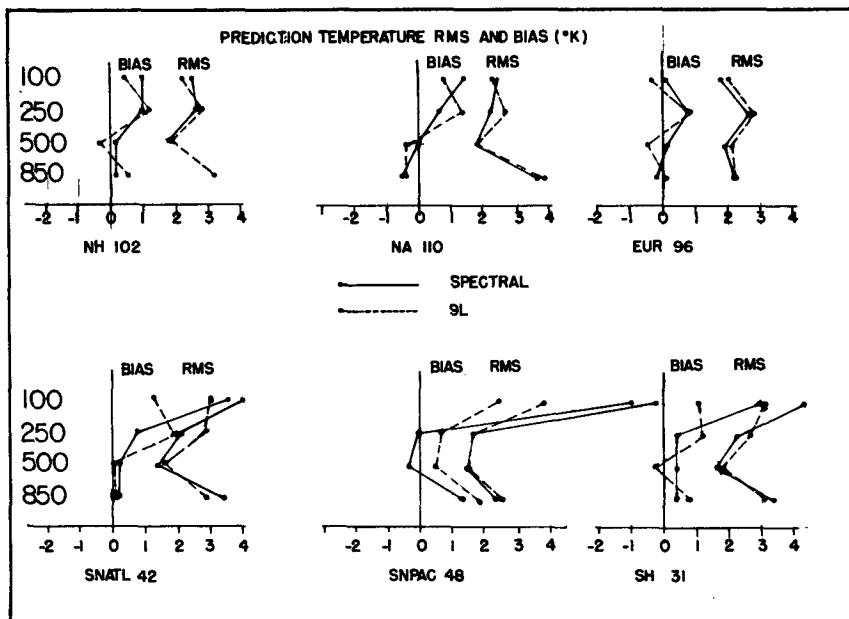 PREDICTION TEMPERATURE RMS AND BIAS (°K)
BIAS RMS
BIAS RMS
BIAS RMS
100
250
500
850
-2 -1 0 1 2 3 4
-1 0 1 2 3 4
-2 -1 0 1 2 3 4
NH 102
NA 110
EUR 96
SPECTRAL
9L
BIAS RMS
BIAS RMS
BIAS RMS
100
250
500
850
-2 -1 0 1 2 3 4
-2 -1 0 1 2 3 4
-2 -1 0 1 2 3 4
SNATL 42
SNPAC 48
SH 31